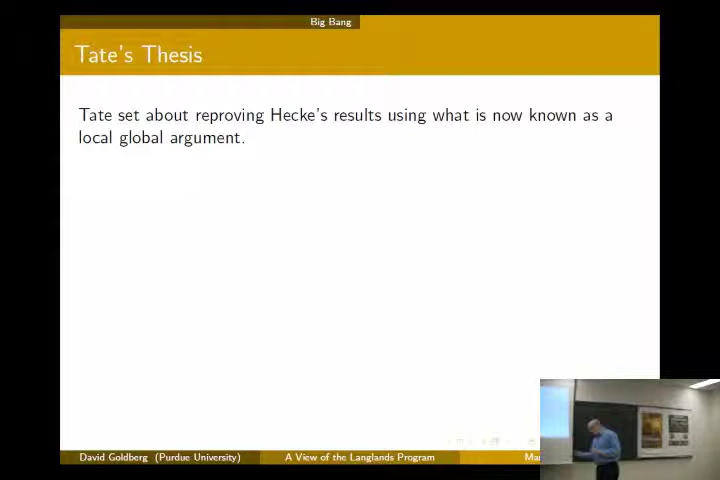 Big Bang
Tate's Thesis
Tate set about reproving Hecke's results using what is now known as a
local global argument.
David Goldberg (Purdue University)
A View of the Langlands Program